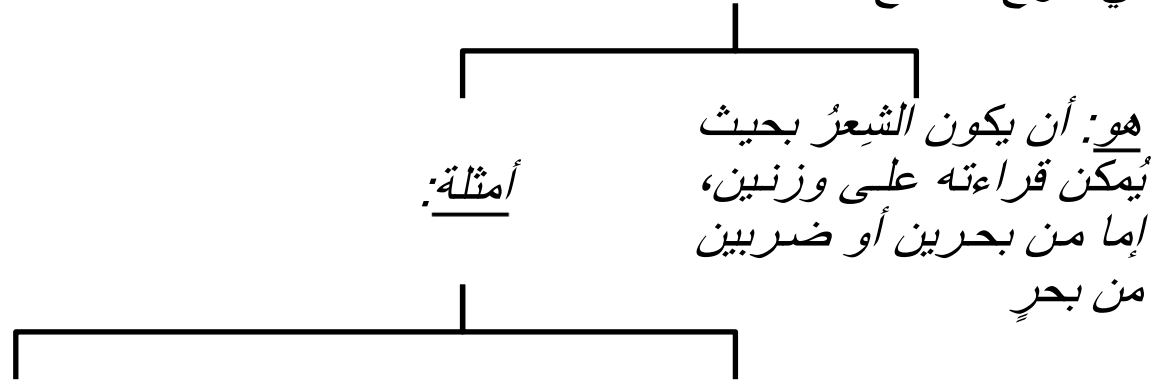 هو: أن يكون الشِعرُ بحيث
يُمكن قراءته على وزنين،
إما من بحرين أو ضربين
من بحرٍ
أمثلة: